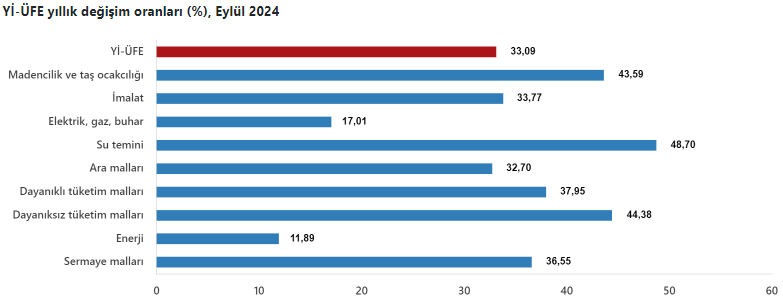 Yİ-ÜFE yıllık değişim oranları (%), Eylül 2024
Yİ-ÜFE 33,09
Madencilik ve taş ocakcılığı 43,59
İmalat 33,77
Elektrik, gaz, buhar 17,01
Su temini 48,70
Ara malları 32,70
Dayanıklı tüketim malları 37,95
Dayanıksız tüketim malları 44,38
Enerji 11,89
Sermaye malları 36,55
0 10 20 30 40 50 60